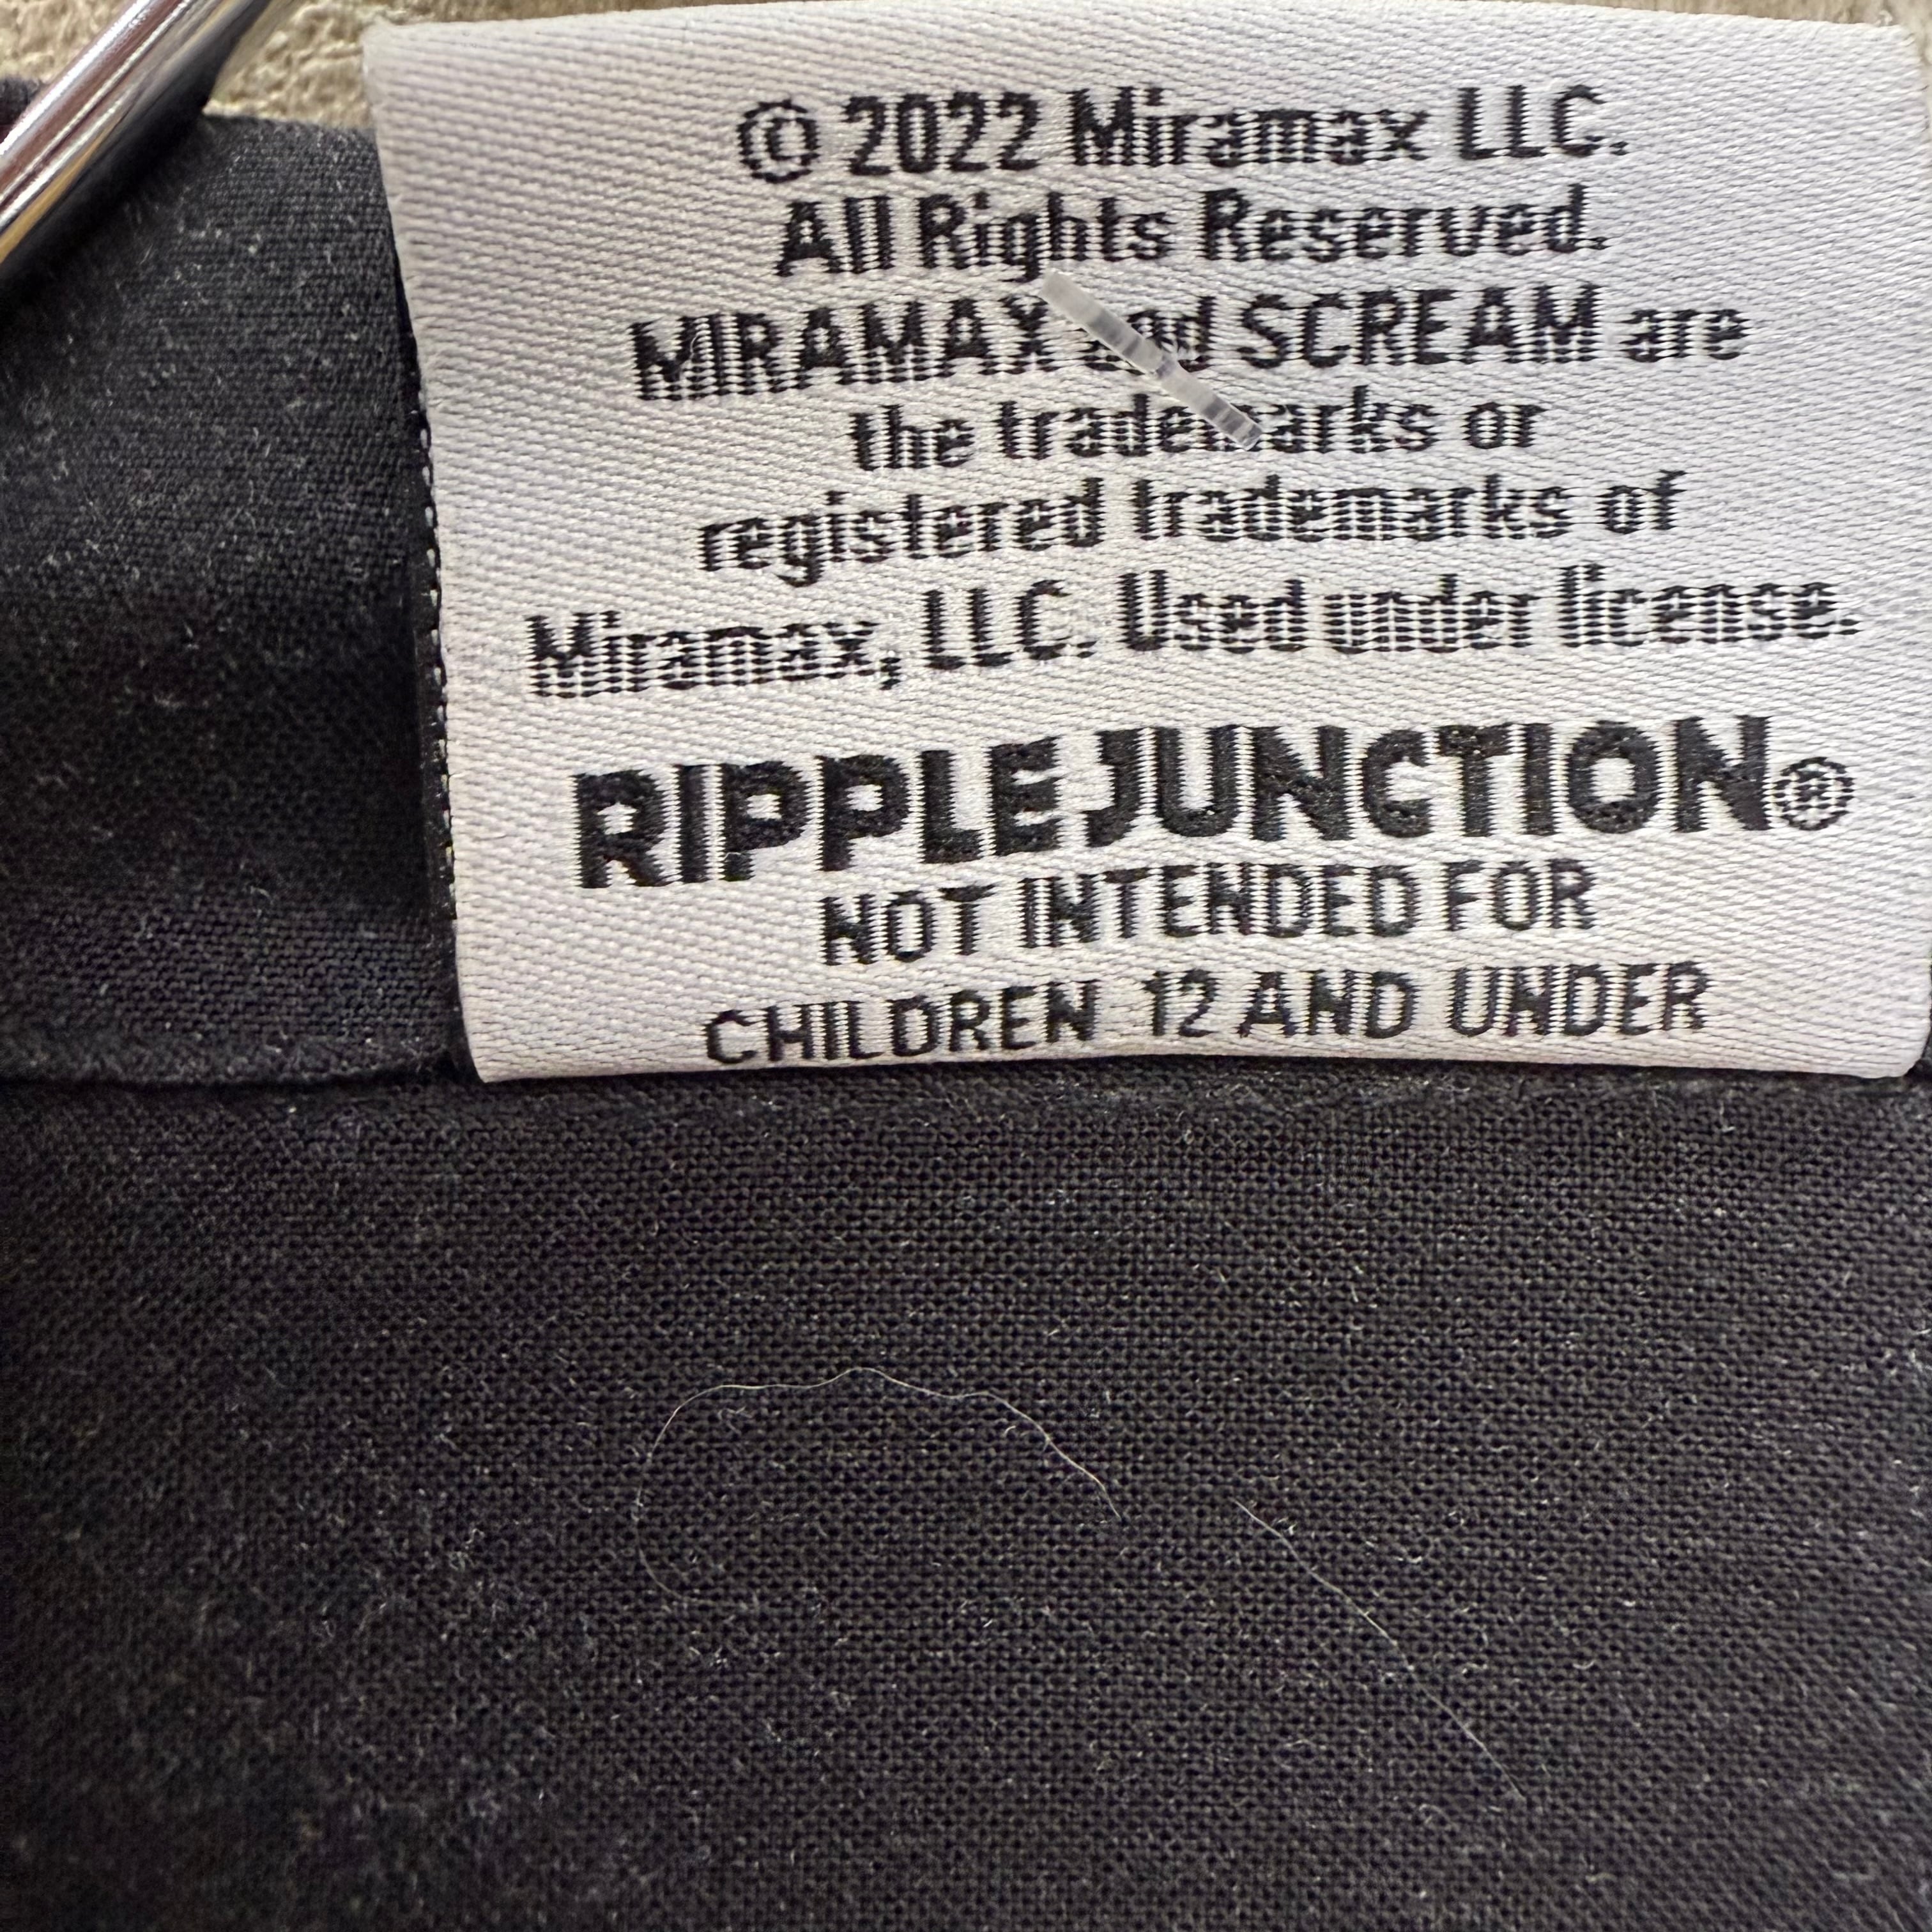 © 2022 Miramax LLC.
All Rights Reserved.
MIRAMAX and SCREAM are
the trademarks or
registered trademarks of
Miramax, LLC. Used under license.
RIPPLE JUNCTION®
NOT INTENDED FOR
CHILDREN 12 AND UNDER